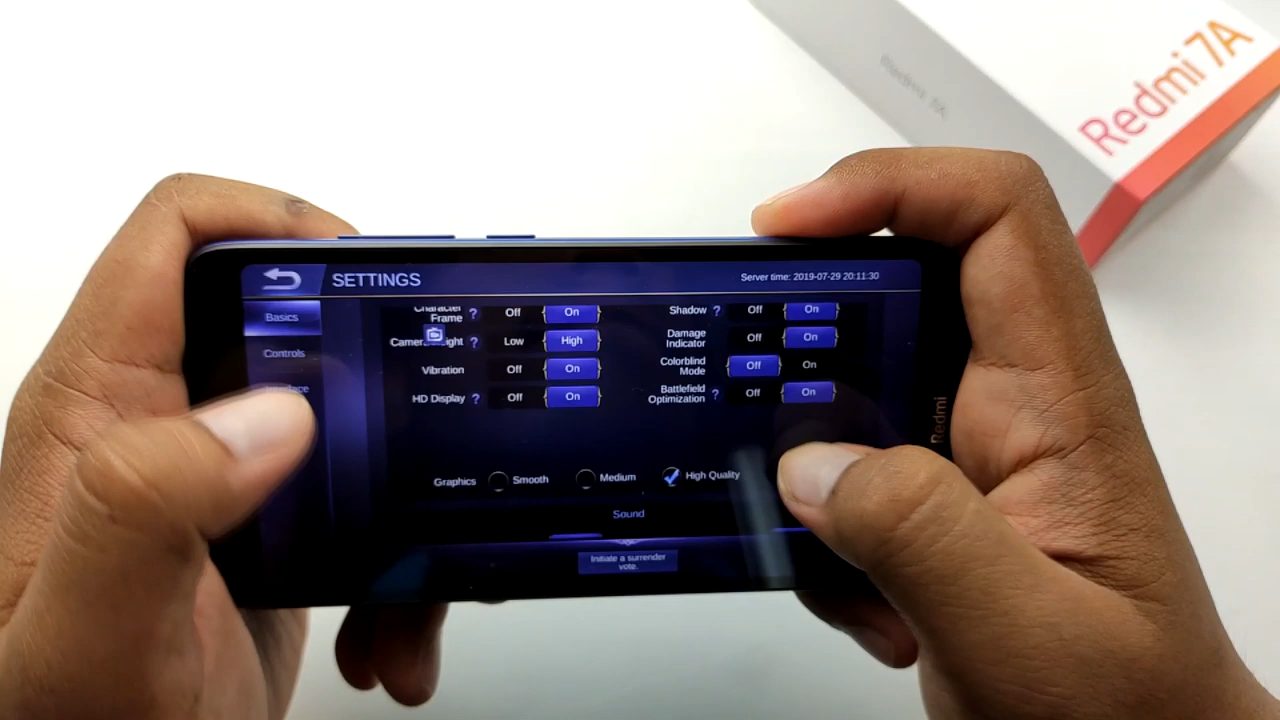 Redmi 7A
SETTINGS
Server time: 2019-07-29 20:11:30
Basics
Controls
Character
Frame ? Off On
Shadow ? Off On
? Low High
Damage
Indicator Off On
Vibration Off On
Colorblind
Mode Off On
HD Display ? Off On
Battlefield
Optimization ? Off On
Graphics Smooth Medium High Quality
Sound
Initiate a surrender
vote.
Redmi